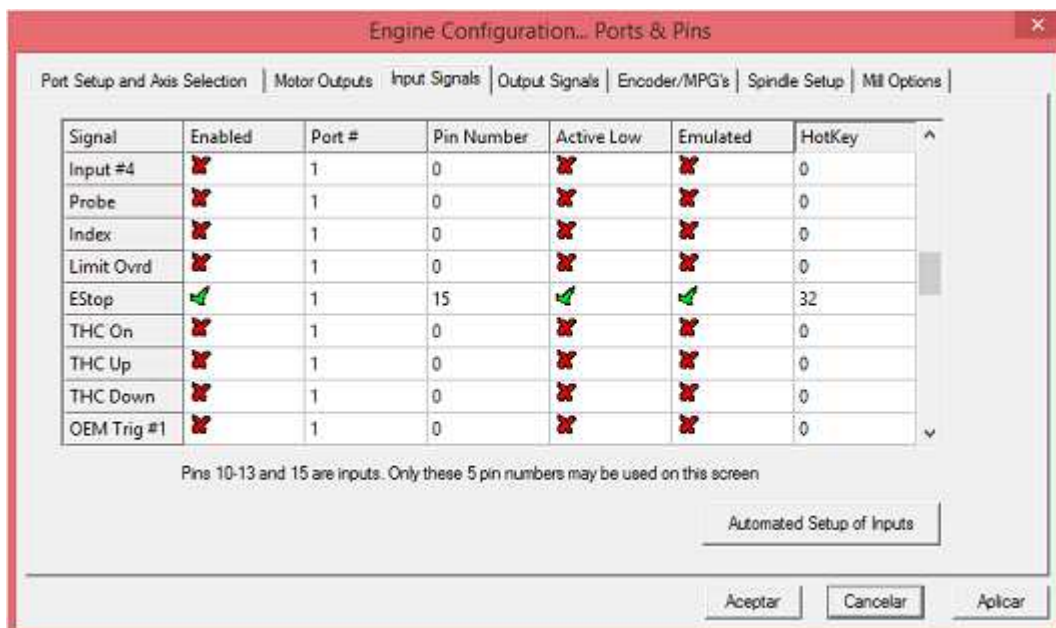 Engine Configuration... Ports & Pins
Port Setup and Axis Selection Motor Outputs Input Signals Output Signals Encoder/MPG's Spindle Setup Mill Options
Signal Enabled Port # Pin Number Active Low Emulated HotKey
Input #4 1 0 0
Probe 1 0 0
Index 1 0 0
Limit Ovrd 1 0 0
EStop 1 15 32
THC On 1 0 0
THC Up 1 0 0
THC Down 1 0 0
OEM Trig #1 1 0 0
Pins 10-13 and 15 are inputs. Only these 5 pin numbers may be used on this screen
Automated Setup of Inputs
Aceptar Cancelar Aplicar